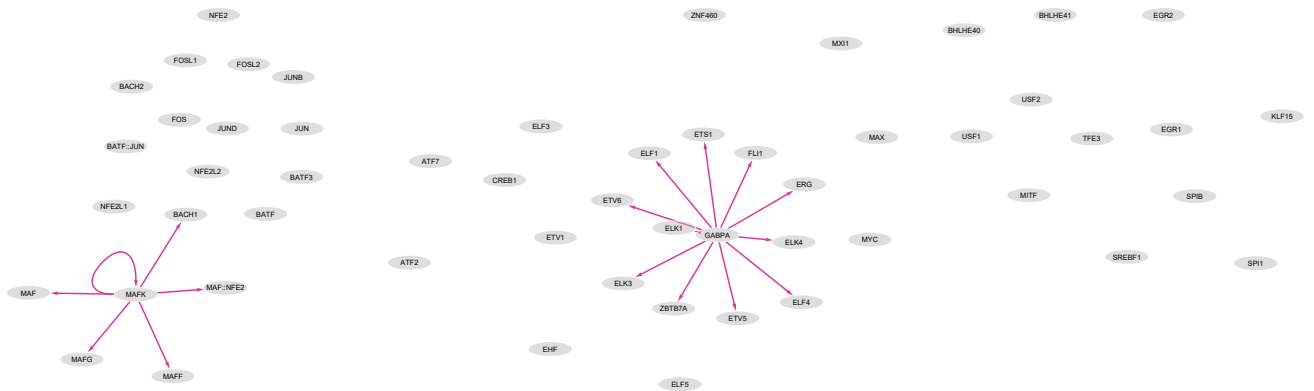 NFE2
ZNF460
BHLHE41
EGR2
BHLHE40
MXI1
FOSL1
FOSL2
JUNB
BACH2
USF2
KLF15
FOS
JUND
JUN
ELF3
ETS1
MAX
USF1
TFE3
EGR1
BATF::JUN
ELF1
FLI1
ATF7
NFE2L2
BATF3
CREB1
ERG
MITF
SPIB
ETV6
NFE2L1
BACH1
BATF
ELK1
GABPA
ETV1
ELK4
MYC
SREBF1
ATF2
SPI1
ELK3
MAF
MAFK
MAF::NFE2
ZBTB7A
ETV5
ELF4
EHF
MAFG
MAFF
ELF5